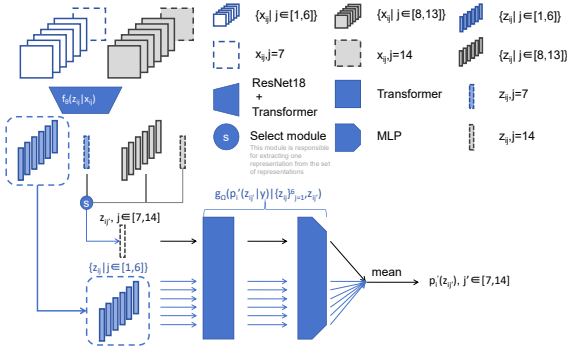 {xᵢⱼ| j∈[1,6]}
{xᵢⱼ| j∈[8,13]}
{zᵢⱼ| j∈[1,6]}
xᵢⱼ,j=7
xᵢⱼ,j=14
{zᵢⱼ| j∈[8,13]}
fθ(zᵢⱼ|xᵢⱼ)
ResNet18
+
Transformer
Transformer
zᵢⱼ,j=7
S
Select module
This module is responsible
for extracting one
representation from the set
of representations
MLP
zᵢⱼ,j=14
S
g_Ω(pᵢ'(zᵢⱼ'|y)|{zᵢⱼ}⁶ⱼ₌₁,zᵢⱼ')
zᵢⱼ', j∈[7,14]
{zᵢⱼ| j∈[1,6]}
mean
pᵢ'(zᵢⱼ'), j'∈[7,14]